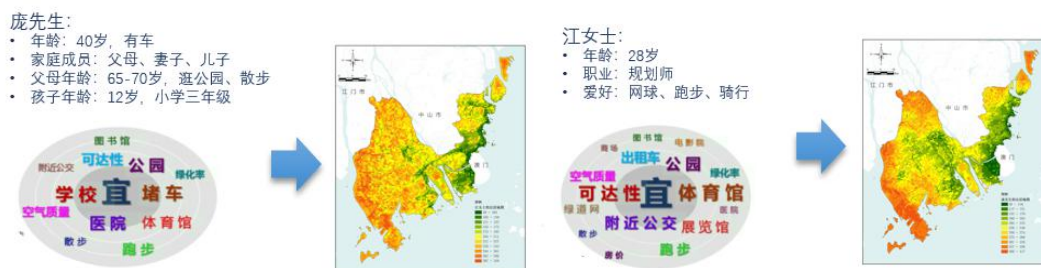 庞先生：
• 年龄：40岁，有车
• 家庭成员：父母、妻子、儿子
• 父母年龄：65-70岁，逛公园、散步
• 孩子年龄：12岁，小学三年级
图书馆
附近公交 可达性 公园 绿化率
学校 宜 堵车
空气质量
医院 体育馆
散步
跑步
江门市
中山市
澳门
江女士：
• 年龄：28岁
• 职业：规划师
• 爱好：网球、跑步、骑行
图书馆 电影院
商场 出租车 公园 绿化率
空气质量
可达性 宜 体育馆
绿道网 医院
附近公交 展览馆
散步
房价 跑步
江门市
中山市
澳门